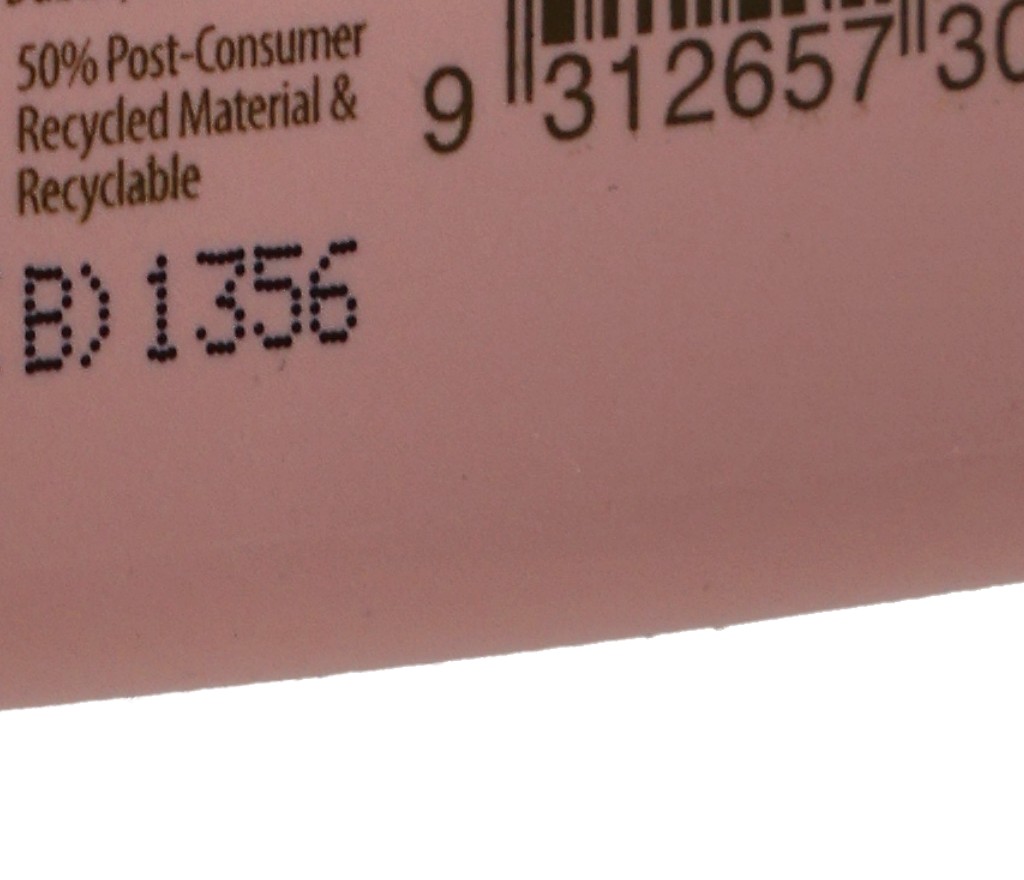 50% Post-Consumer
Recycled Material &
Recyclable
9 312657 30
B) 1356